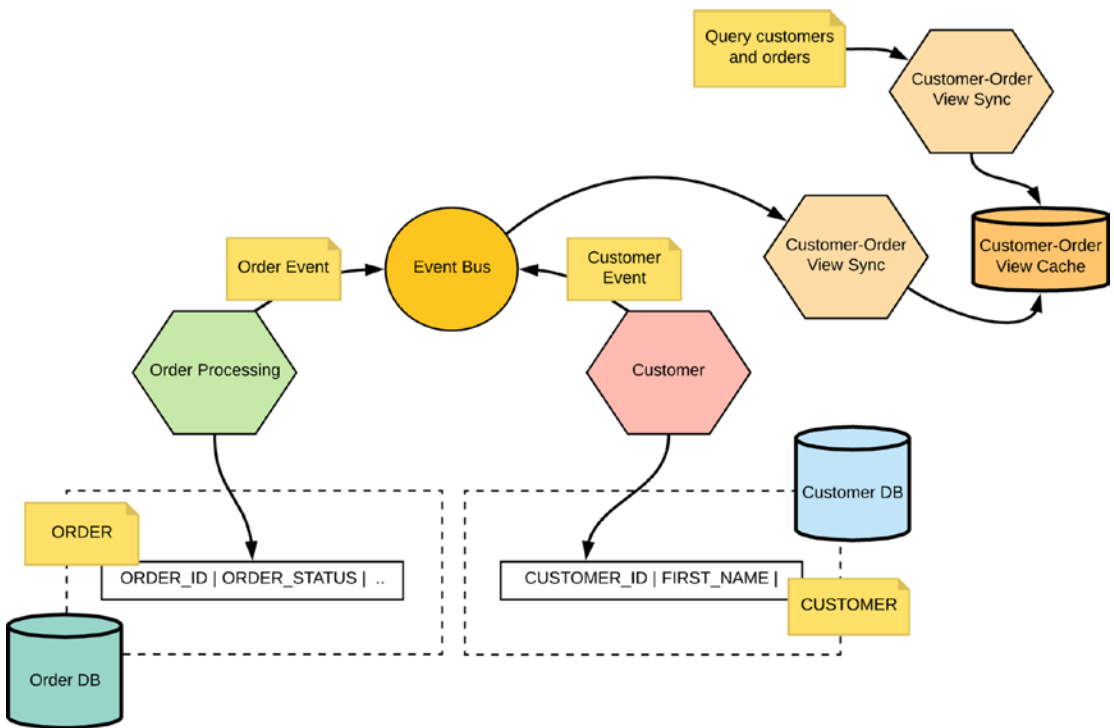 Query customers
and orders
Customer-Order
View Sync
Order Event
Event Bus
Customer
Event
Customer-Order
View Sync
Customer-Order
View Cache
Order Processing
Customer
Customer DB
ORDER
ORDER_ID | ORDER_STATUS | ..
CUSTOMER_ID | FIRST_NAME |
CUSTOMER
Order DB